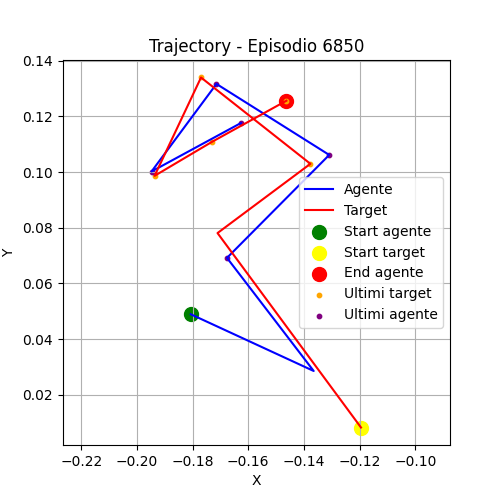 Trajectory - Episodio 6850
0.14
0.12
0.10
0.08
0.06
0.04
0.02
Y
Agente
Target
Start agente
Start target
End agente
Ultimi target
Ultimi agente
−0.22 −0.20 −0.18 −0.16 −0.14 −0.12 −0.10
X